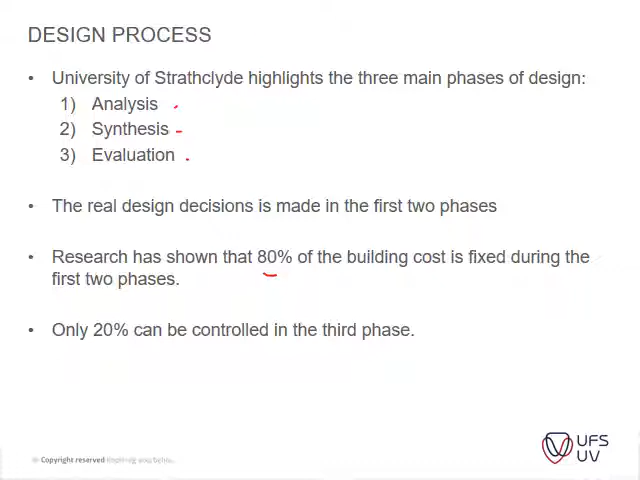 DESIGN PROCESS
• University of Strathclyde highlights the three main phases of design:
1) Analysis
2) Synthesis
3) Evaluation
• The real design decisions is made in the first two phases
• Research has shown that 80% of the building cost is fixed during the
first two phases.
• Only 20% can be controlled in the third phase.
Copyright reserved
UFS
UV